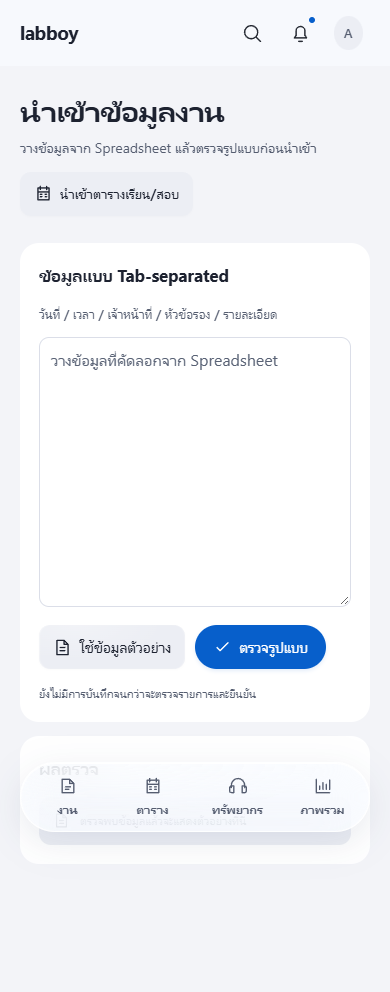 labboy
A
นำเข้าข้อมูลงาน
วางข้อมูลจาก Spreadsheet แล้วตรวจรูปแบบก่อนนำเข้า
นำเข้าตารางเรียน/สอบ
ข้อมูลแบบ Tab-separated
วันที่ / เวลา / เจ้าหน้าที่ / หัวข้อรอง / รายละเอียด
วางข้อมูลที่คัดลอกจาก Spreadsheet
ใช้ข้อมูลตัวอย่าง
ตรวจรูปแบบ
ยังไม่มีการบันทึกจนกว่าจะตรวจรายการและยืนยัน
ผลตรวจ
งาน
ตาราง
ทรัพยากร
ภาพรวม